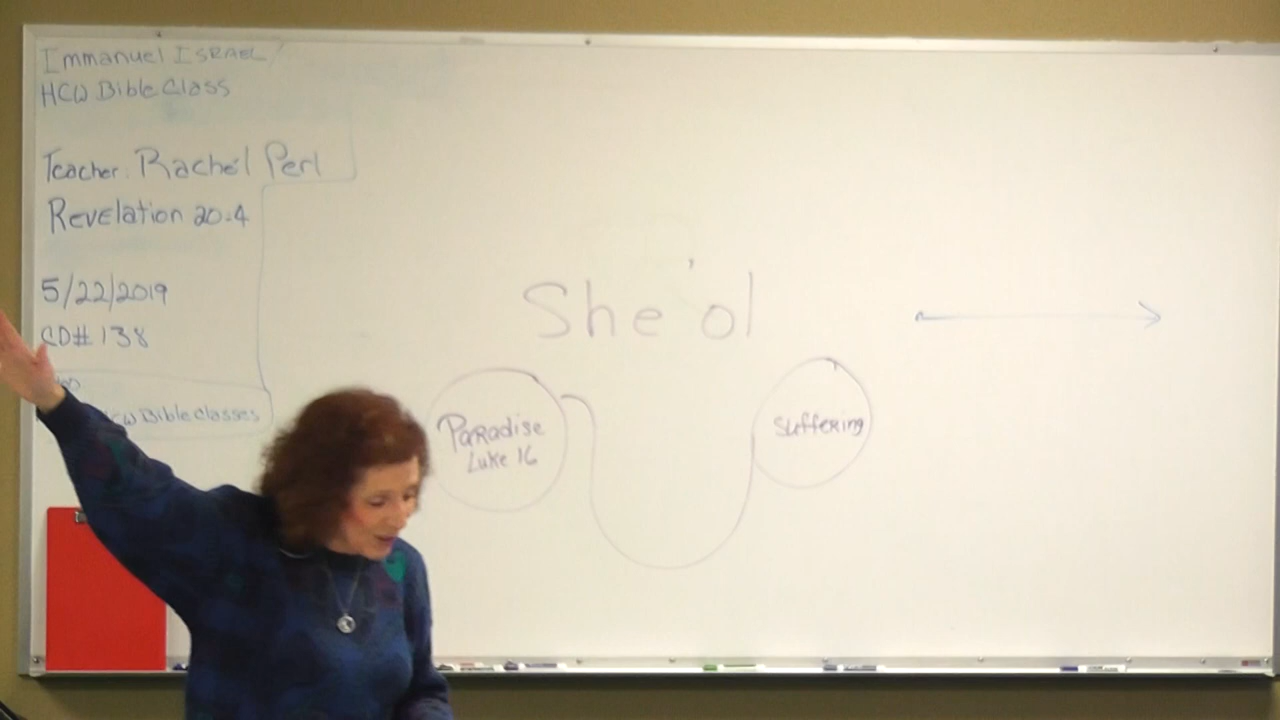 Immanuel ISRAEL
HCW Bible Class
Teacher: Rache'l Perl
Revelation 20-4
5/22/2019
CD# 138
Bible Classes
She'ol
Paradise
Luke 16
Suffering